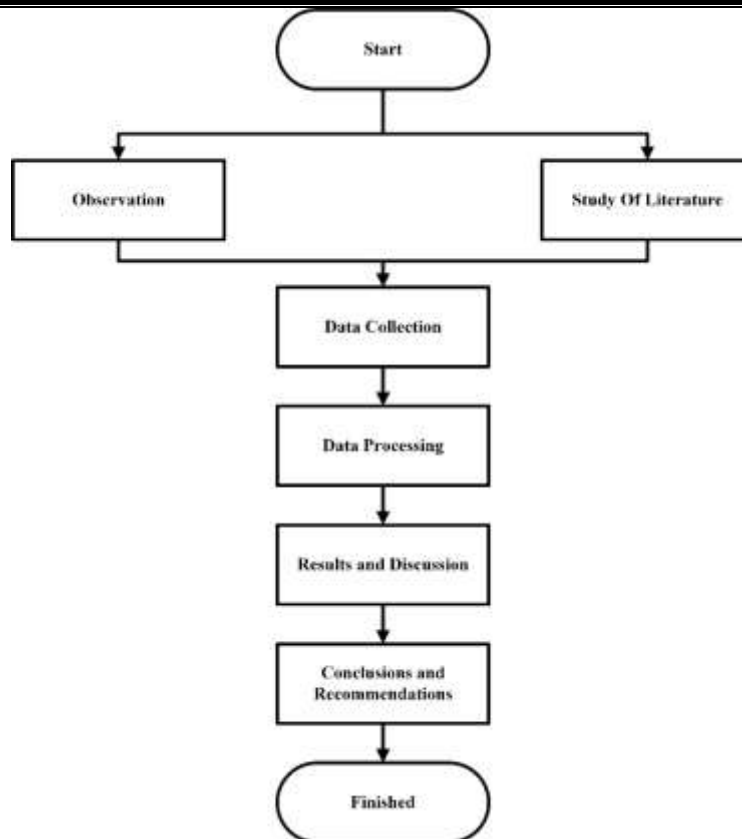 Start
Observation
Study Of Literature
Data Collection
Data Processing
Results and Discussion
Conclusions and
Recommendations
Finished